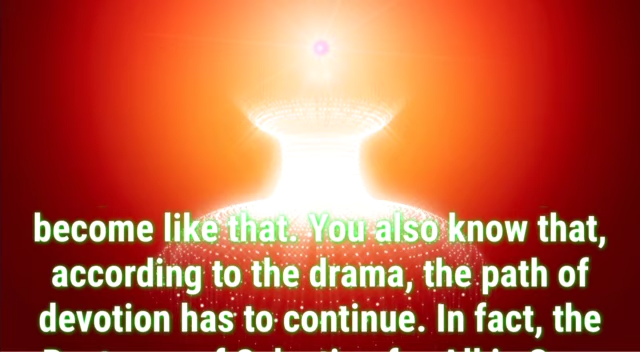 become like that. You also know that,
according to the drama, the path of
devotion has to continue. In fact, the